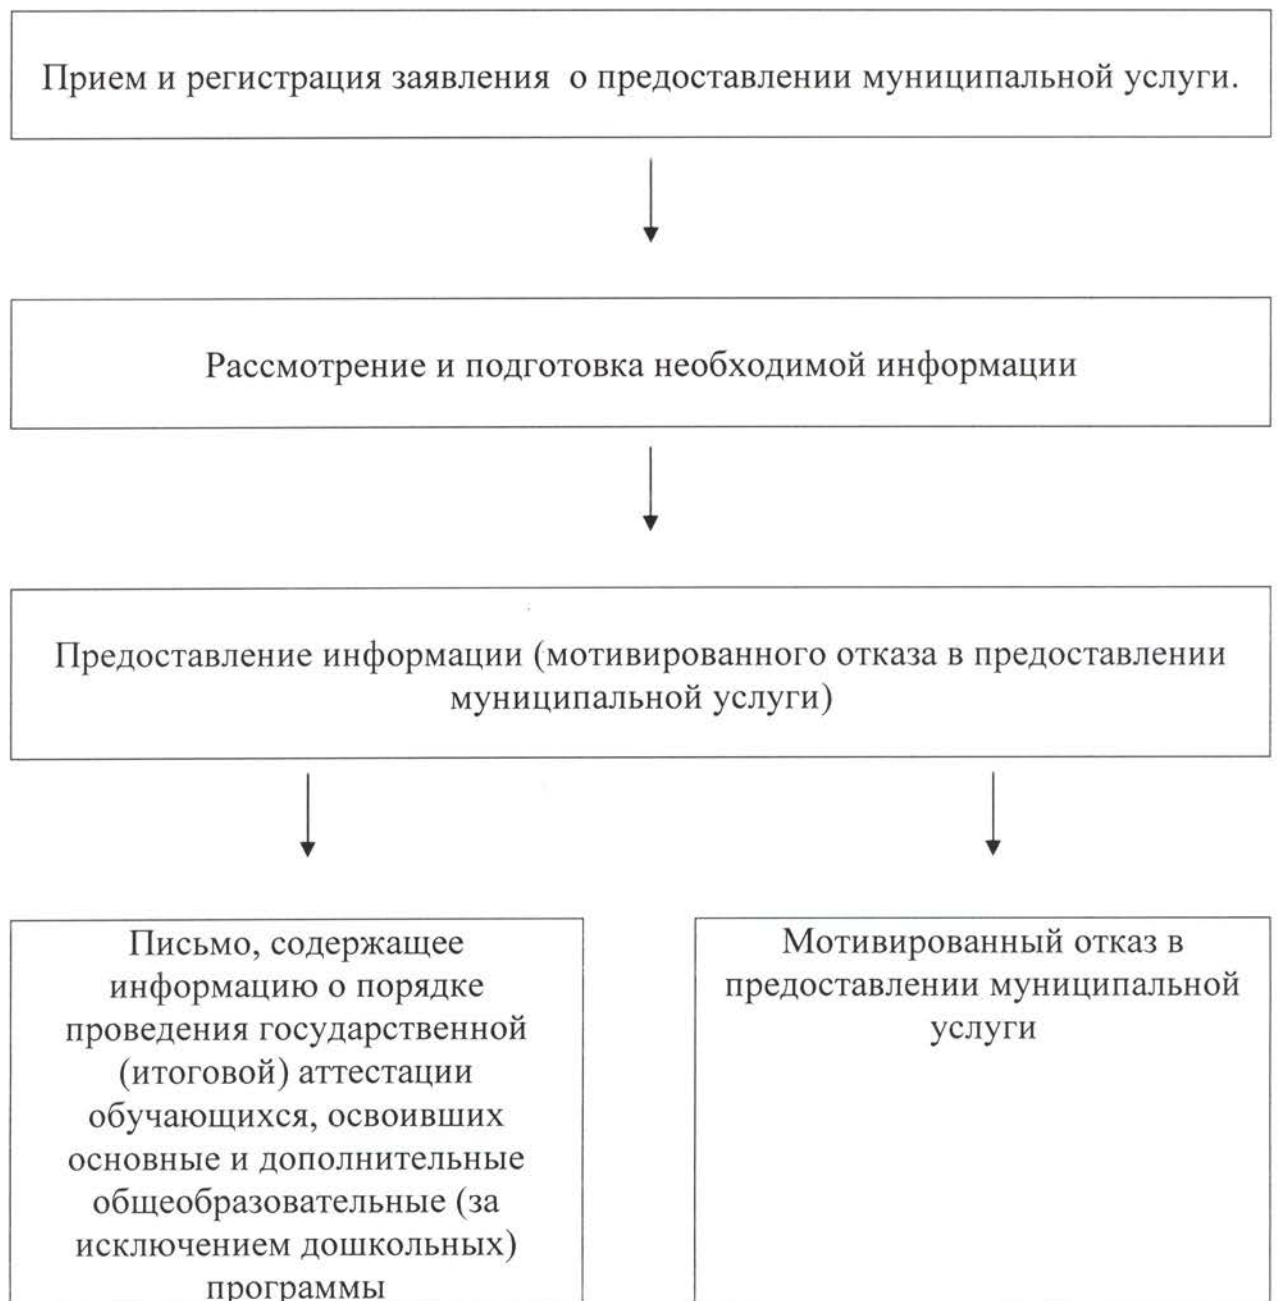 Прием и регистрация заявления  о предоставлении муниципальной услуги.
Рассмотрение и подготовка необходимой информации
Предоставление информации (мотивированного отказа в предоставлении
муниципальной услуги)
Письмо, содержащее
информацию о порядке
проведения государственной
(итоговой) аттестации
обучающихся, освоивших
основные и дополнительные
общеобразовательные (за
исключением дошкольных)
программы
Мотивированный отказ в
предоставлении муниципальной
услуги